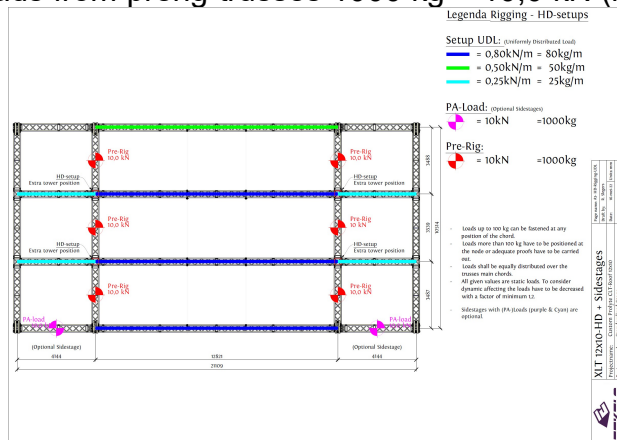 Legenda Rigging - HD-setups
Setup UDL: (Uniformly Distributed Load)
= 0,80kN/m = 80kg/m
= 0,50kN/m = 50kg/m
= 0,25kN/m = 25kg/m
PA-Load: (Optional Sidestages)
= 10kN =1000kg
Pre-Rig:
= 10kN =1000kg
- Loads up to 100 kg can be fastened at any
position of the chord.
- Loads more than 100 kg have to be positioned at
the node or adequate proofs have to be carried
out.
- Loads shall be equally distributed over the
trusses main chords.
- All given values are static loads. To consider
dynamic affecting the loads have to be decreased
with a factor of minimum 1,2.
- Sidestages with (PA-)Loads (purple & Cyan) are
optional
Pre-Rig
10,0 kN
Pre-Rig
10,0 kN
HD-setup
Extra tower position
HD-setup
Extra tower position
Pre-Rig
10,0 kN
Pre-Rig
10,0 kN
HD-setup
Extra tower position
HD-setup
Extra tower position
Pre-Rig
10,0 kN
Pre-Rig
10,0 kN
PA-load
PA-load
(Optional Sidestage)
(Optional Sidestage)
4144
12821
4144
21109
3487
XLT 12x10-HD + Sidestages